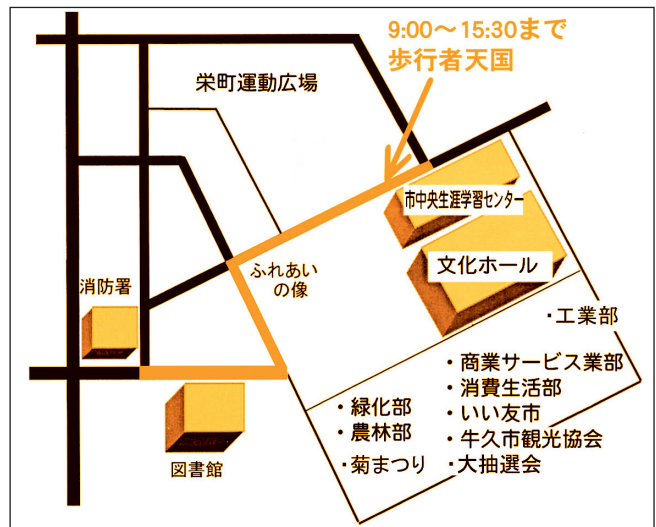 9:00～15:30まで
歩行者天国
栄町運動広場
市中央生涯学習センター
文化ホール
ふれあい
の像
消防署
図書館
・工業部
・商業サービス業部
・消費生活部
・いい友市
・牛久市観光協会
・大抽選会
・緑化部
・農林部
・菊まつり